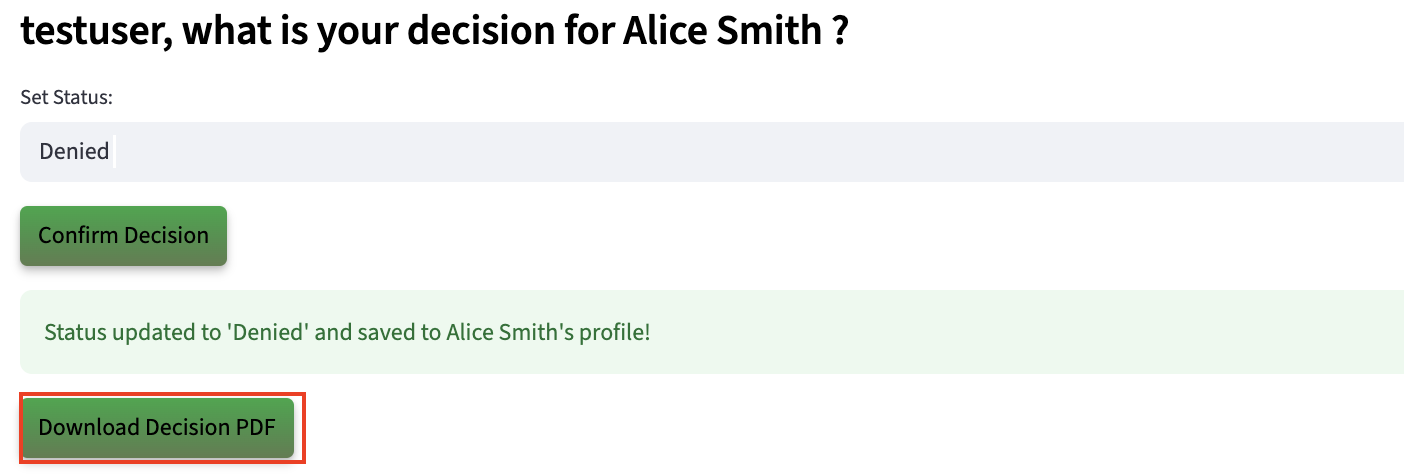 testuser, what is your decision for Alice Smith ?
Set Status:
Denied
Confirm Decision
Status updated to 'Denied' and saved to Alice Smith's profile!
Download Decision PDF